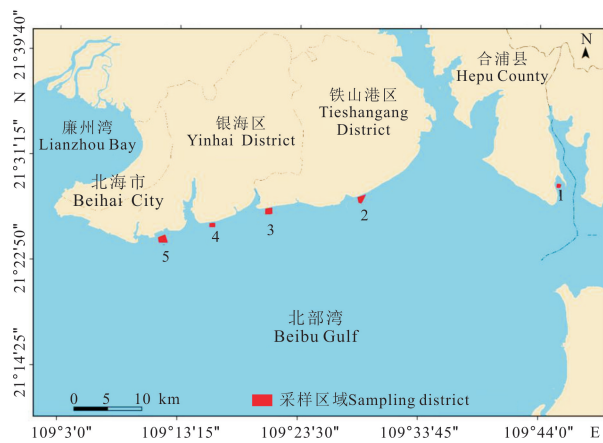 21°39'40"
N
21°31'15"
21°22'50"
21°14'25"
N
合浦县
Hepu County
铁山港区
Tieshangang
District
银海区
Yinhai District
廉州湾
Lianzhou Bay
北海市
Beihai City
1
2
3
4
5
北部湾
Beibu Gulf
0 5 10 km
采样区域Sampling district
109°3'0" 109°13'15" 109°23'30" 109°33'45" 109°44'0" E